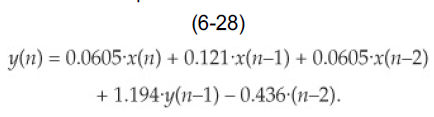 (6-28)
y(n) = 0.0605·x(n) + 0.121·x(n–1) + 0.0605·x(n–2)
+ 1.194·y(n–1) – 0.436·(n–2).